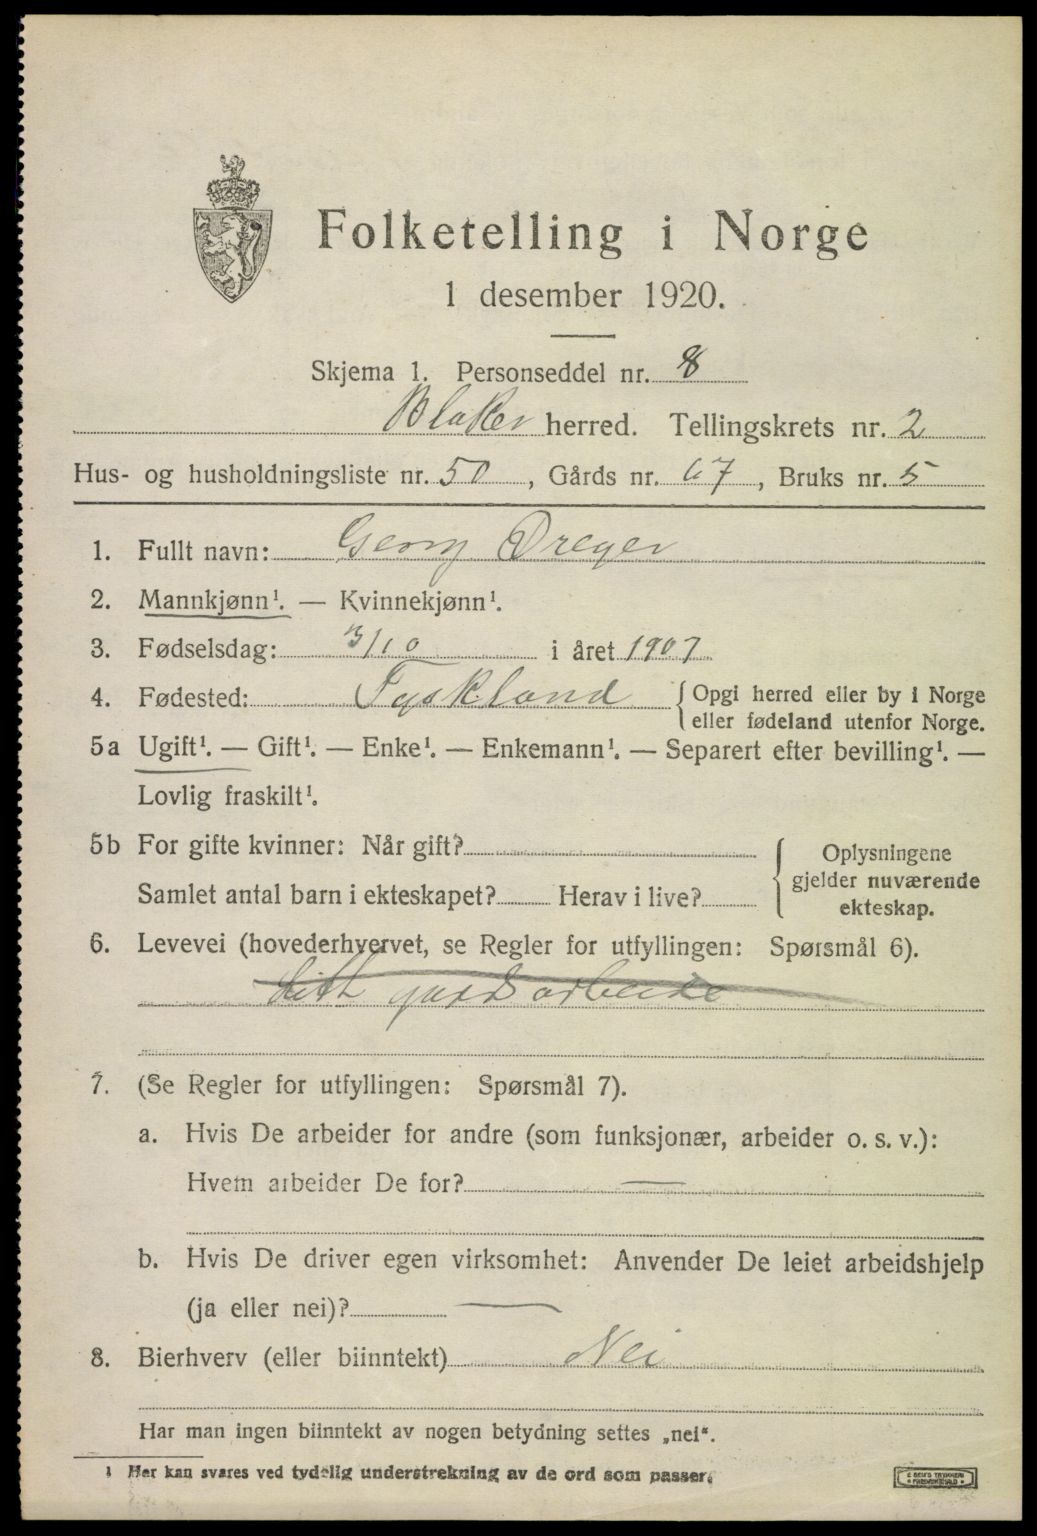 Folketelling i Norge
1 desember 1920.
Skjema 1. Personseddel nr. 8
Blaker herred. Tellingskrets nr. 2
Hus- og husholdningsliste nr. 50, Gårds nr. 67, Bruks nr. 5
1. Fullt navn: Georg Dreyer
2. Mannkjønn¹. — Kvinnekjønn¹.
3. Fødselsdag: 3/10 i året 1907
4. Fødested: Tyskland { Opgi herred eller by i Norge
eller fødeland utenfor Norge.
5a Ugift¹. — Gift¹. — Enke¹. — Enkemann¹. — Separert efter bevilling¹. —
Lovlig fraskilt¹.
5b For gifte kvinner: Når gift? { Oplysningene
gjelder nuværende
Samlet antal barn i ekteskapet? Herav i live?
ekteskap.
6. Levevei (hovederhvervet, se Regler for utfyllingen: Spørsmål 6).
Litt gårdsarbeide
7. (Se Regler for utfyllingen: Spørsmål 7).
a. Hvis De arbeider for andre (som funksjonær, arbeider o. s. v.):
Hvem arbeider De for? —
b. Hvis De driver egen virksomhet: Anvender De leiet arbeidshjelp
(ja eller nei)? —
8. Bierhverv (eller biinntekt) Nei
Har man ingen biinntekt av nogen betydning settes „nei".
¹ Her kan svares ved tydelig understrekning av de ord som passer.